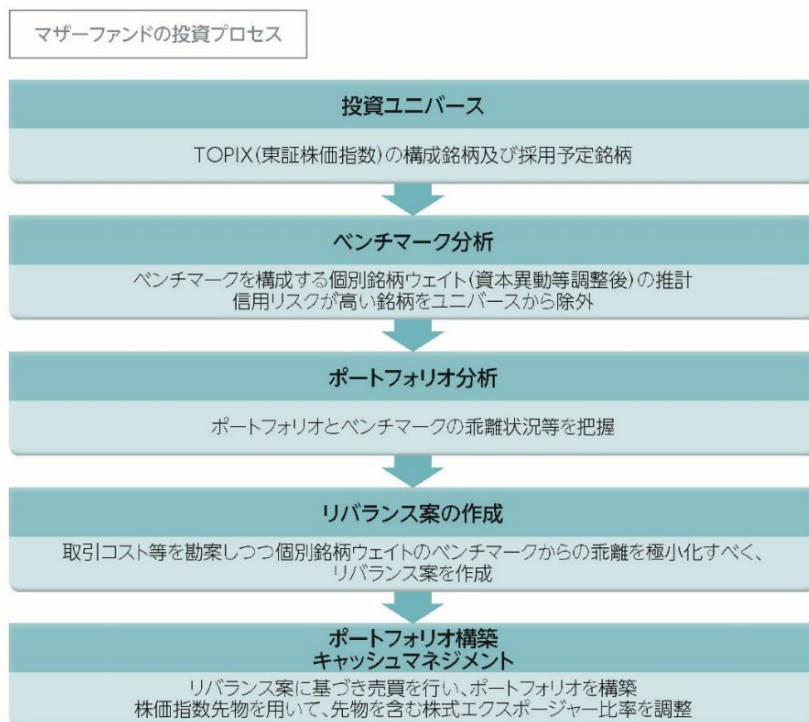 マザーファンドの投資プロセス
投資ユニバース
TOPIX(東証株価指数)の構成銘柄及び採用予定銘柄
ベンチマーク分析
ベンチマークを構成する個別銘柄ウェイト(資本異動等調整後)の推計
信用リスクが高い銘柄をユニバースから除外
ポートフォリオ分析
ポートフォリオとベンチマークの乖離状況等を把握
リバランス案の作成
取引コスト等を勘案しつつ個別銘柄ウェイトのベンチマークからの乖離を極小化すべく、
リバランス案を作成
ポートフォリオ構築
キャッシュマネジメント
リバランス案に基づき売買を行い、ポートフォリオを構築
株価指数先物を用いて、先物を含む株式エクスポージャー比率を調整